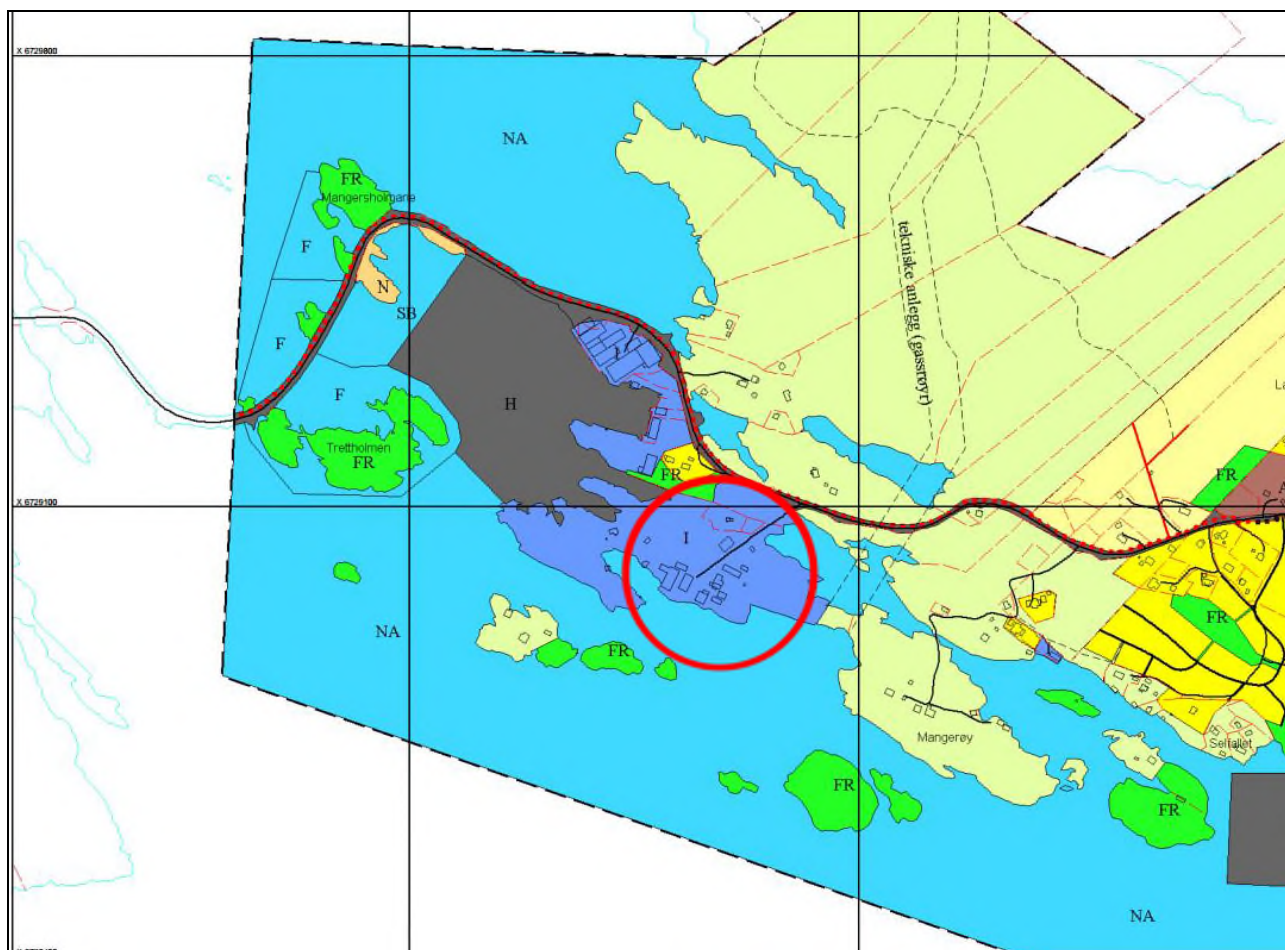 X 6729800
NA
FR
Mangersholmane
F
N
SB
F
tekniske anlegg (gassrøyr)
F
H
I
Trettholmen
FR
FR
FR
X 6729100
I
NA
FR
FR
Mangerøy
Selfallet
FR
FR
NA